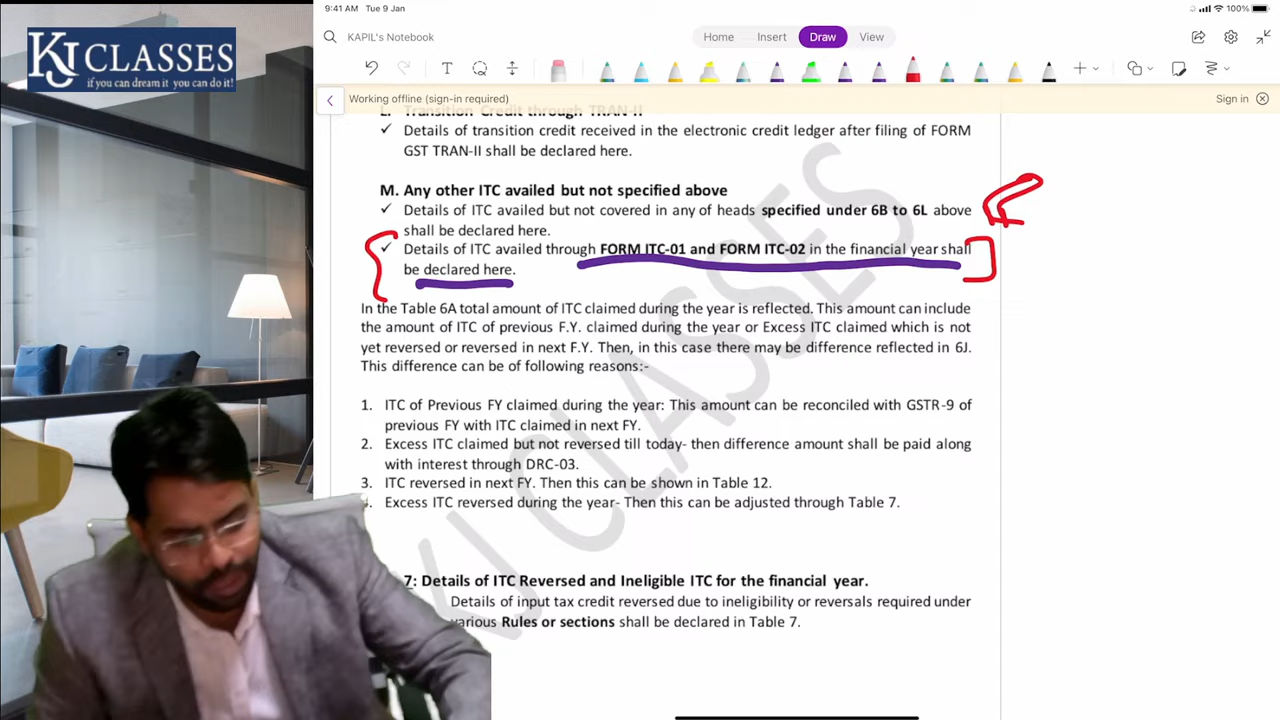 9:41 AM Tue 9 Jan
100%
KJ CLASSES
if you can dream it you can do it!
KAPIL's Notebook
Home Insert Draw View
Working offline (sign-in required)
Sign in
L. Transition Credit through TRAN-II
✓ Details of transition credit received in the electronic credit ledger after filing of FORM
GST TRAN-II shall be declared here.
M. Any other ITC availed but not specified above
✓ Details of ITC availed but not covered in any of heads specified under 6B to 6L above
shall be declared here.
✓ Details of ITC availed through FORM ITC-01 and FORM ITC-02 in the financial year shall
be declared here.
In the Table 6A total amount of ITC claimed during the year is reflected. This amount can include
the amount of ITC of previous F.Y. claimed during the year or Excess ITC claimed which is not
yet reversed or reversed in next F.Y. Then, in this case there may be difference reflected in 6J.
This difference can be of following reasons:-
1. ITC of Previous FY claimed during the year: This amount can be reconciled with GSTR-9 of
previous FY with ITC claimed in next FY.
2. Excess ITC claimed but not reversed till today- then difference amount shall be paid along
with interest through DRC-03.
3. ITC reversed in next FY. Then this can be shown in Table 12.
Excess ITC reversed during the year- Then this can be adjusted through Table 7.
7: Details of ITC Reversed and Ineligible ITC for the financial year.
Details of input tax credit reversed due to ineligibility or reversals required under
various Rules or sections shall be declared in Table 7.
KJ CLASSES